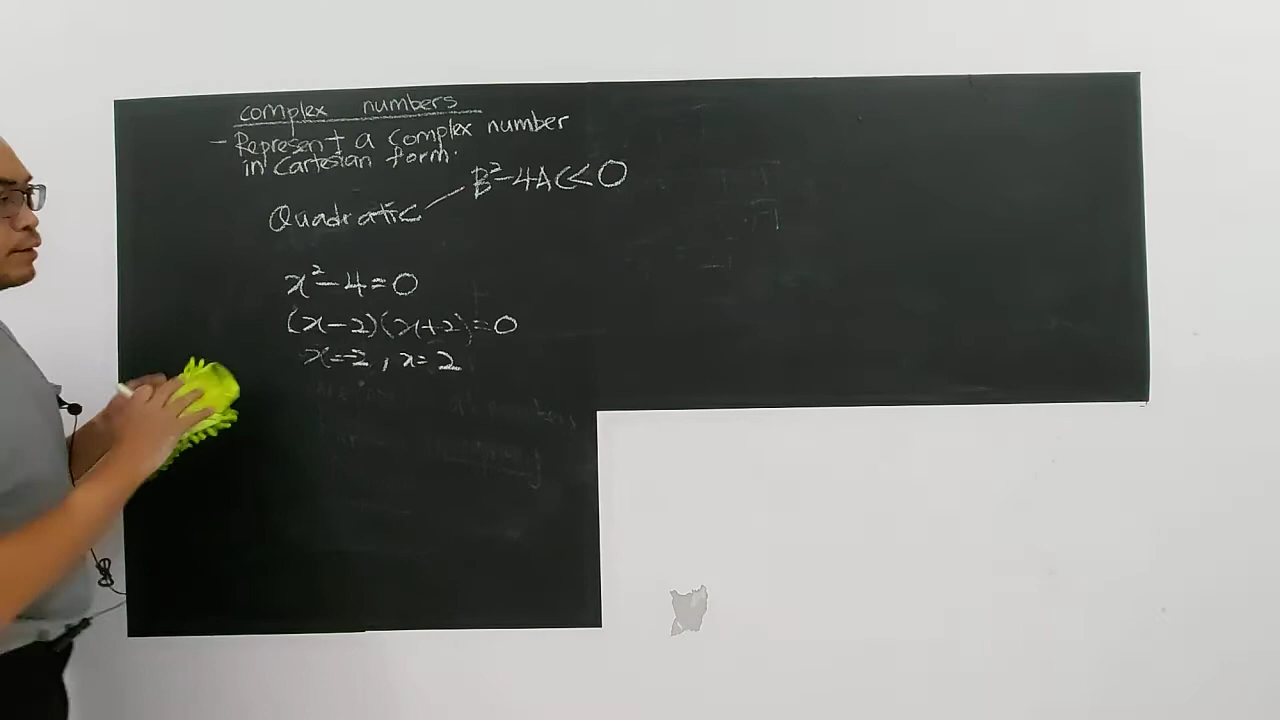 complex numbers
- Represent a complex number
in Cartesian form.
B²-4AC<0
Quadratic
x²-4=0
(x-2)(x+2)=0
x=-2, x=2